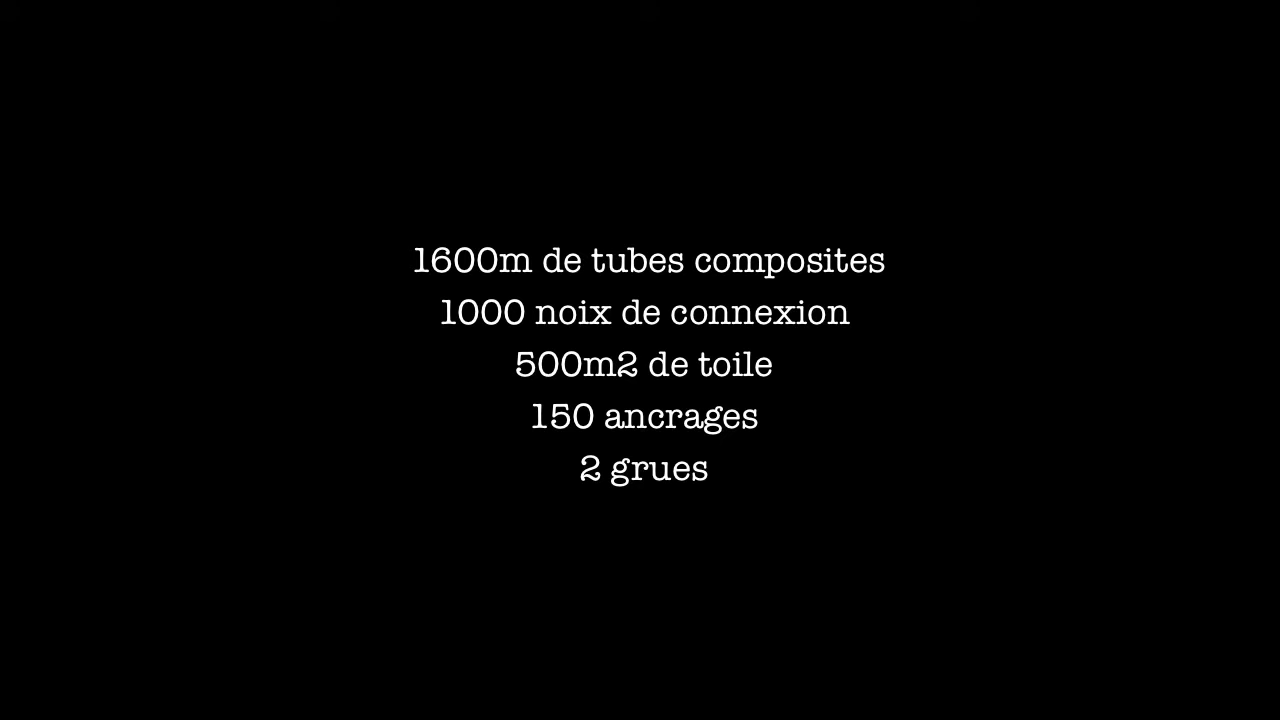 1600m de tubes composites
1000 noix de connexion
500m2 de toile
150 ancrages
2 grues